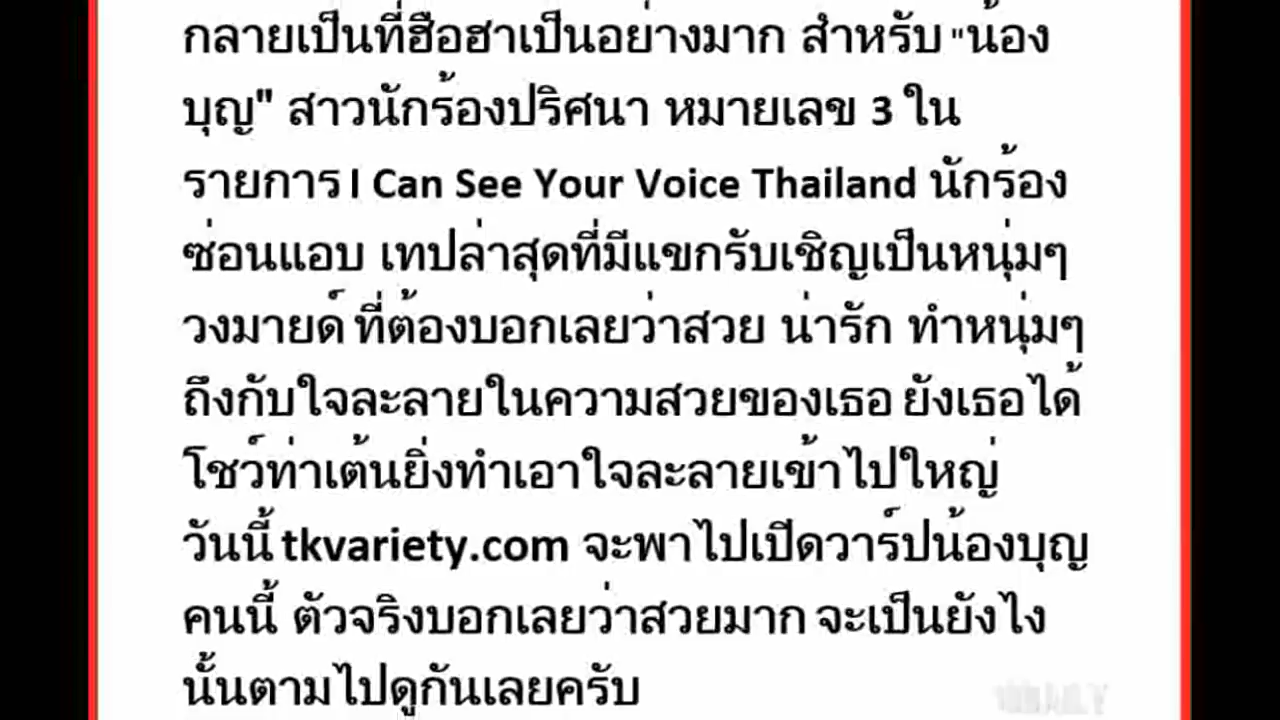 กลายเป็นที่ฮือฮาเป็นอย่างมาก สำหรับ "น้อง
บุญ" สาวนักร้องปริศนา หมายเลข 3 ใน
รายการ I Can See Your Voice Thailand นักร้อง
ซ่อนแอบ เทปล่าสุดที่มีแขกรับเชิญเป็นหนุ่มๆ
วงมายด์ ที่ต้องบอกเลยว่าสวย น่ารัก ทำหนุ่มๆ
ถึงกับใจละลายในความสวยของเธอ ยังเธอได้
โชว์ท่าเต้นยิ่งทำเอาใจละลายเข้าไปใหญ่
วันนี้ tkvariety.com จะพาไปเปิดวาร์ปน้องบุญ
คนนี้ ตัวจริงบอกเลยว่าสวยมาก จะเป็นยังไง
นั้นตามไปดูกันเลยครับ